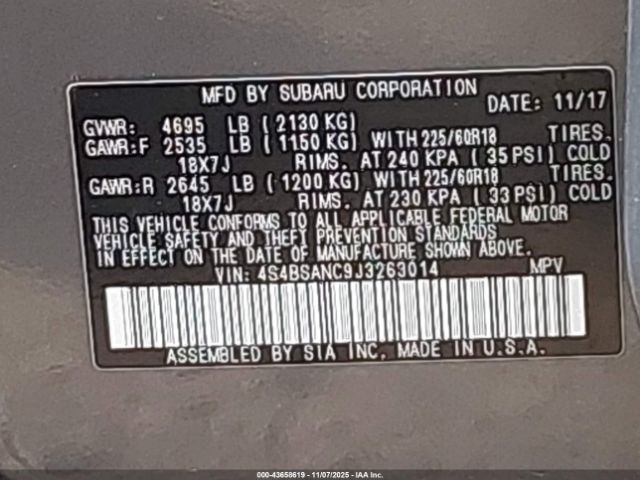 MFD BY SUBARU CORPORATION
DATE: 11/17
GVWR: 4695 LB ( 2130 KG)
GAWR:F 2535 LB ( 1150 KG) WITH 225/60R18 TIRES.
18X7J RIMS. AT 240 KPA ( 35 PSI) COLD
GAWR:R 2645 LB ( 1200 KG) WITH 225/60R18 TIRES.
18X7J RIMS. AT 230 KPA ( 33 PSI) COLD
THIS VEHICLE CONFORMS TO ALL APPLICABLE FEDERAL MOTOR
VEHICLE SAFETY AND THEFT PREVENTION STANDARDS
IN EFFECT ON THE DATE OF MANUFACTURE SHOWN ABOVE.
VIN: 4S4BSANC9J3263014 MPV
ASSEMBLED BY SIA INC. MADE IN U.S.A.
000-43658619 - 11/07/2025 - IAA Inc.